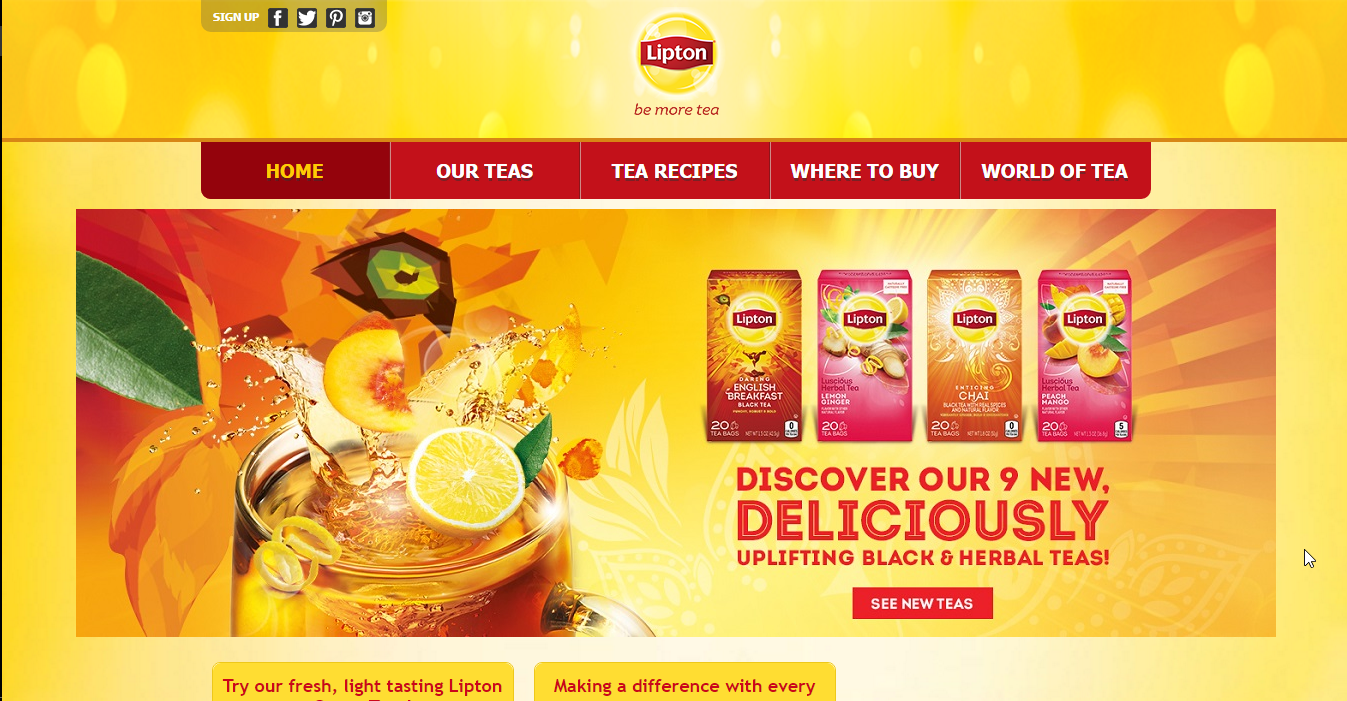 SIGN UP
Lipton
be more tea
HOME
OUR TEAS
TEA RECIPES
WHERE TO BUY
WORLD OF TEA
Lipton
DARING
ENGLISH
BREAKFAST
BLACK TEA
20
TEA BAGS
0
Lipton
Luscious
Herbal Tea
LEMON
GINGER
20
TEA BAGS
Lipton
ENTICING
CHAI
BLACK TEA WITH REAL SPICES
AND NATURAL FLAVOR
20
TEA BAGS
0
Lipton
Luscious
Herbal Tea
PEACH
MANGO
20
TEA BAGS
5
DISCOVER OUR 9 NEW,
DELICIOUSLY
UPLIFTING BLACK & HERBAL TEAS!
SEE NEW TEAS
Try our fresh, light tasting Lipton
Making a difference with every